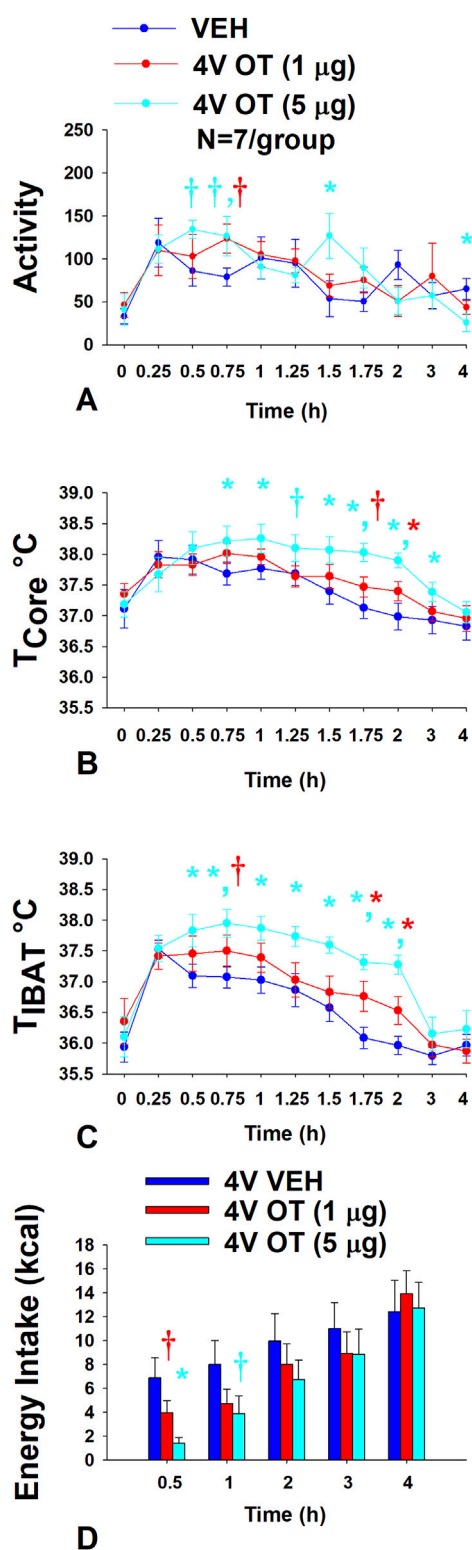 VEH
4V OT (1 μg)
4V OT (5 μg)
N=7/group
250
200
150
100
50
0
Activity
† † , †
*
*
0 0.25 0.5 0.75 1 1.25 1.5 1.75 2 3 4
A
Time (h)
39.0
38.5
38.0
37.5
37.0
36.5
36.0
35.5
TCore °C
* * † * * , † * , * *
0 0.25 0.5 0.75 1 1.25 1.5 1.75 2 3 4
B
Time (h)
39.0
38.5
38.0
37.5
37.0
36.5
36.0
35.5
TIBAT °C
* * , † * * * * , * * , *
0 0.25 0.5 0.75 1 1.25 1.5 1.75 2 3 4
C
Time (h)
4V VEH
4V OT (1 μg)
4V OT (5 μg)
18
16
14
12
10
8
6
4
2
0
Energy Intake (kcal)
† * †
0.5 1 2 3 4
Time (h)
D